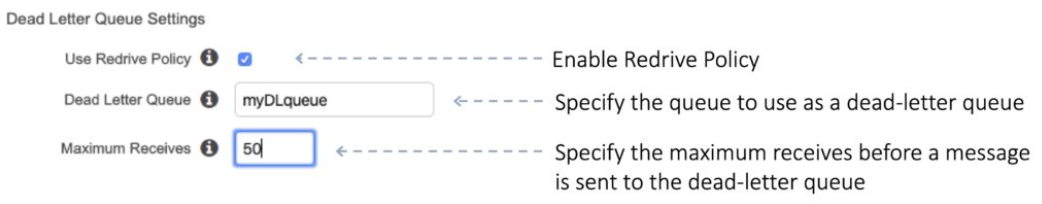 Dead Letter Queue Settings
Use Redrive Policy
Enable Redrive Policy
Dead Letter Queue
myDLqueue
Specify the queue to use as a dead-letter queue
Maximum Receives
50
Specify the maximum receives before a message
is sent to the dead-letter queue